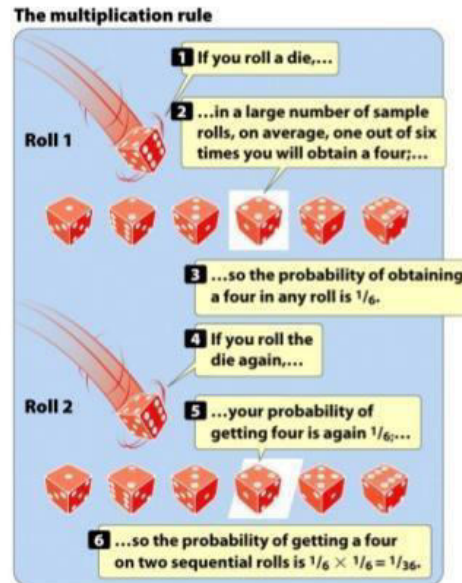 The multiplication rule
1 If you roll a die,...
2 ...in a large number of sample
rolls, on average, one out of six
times you will obtain a four;...
Roll 1
3 ...so the probability of obtaining
a four in any roll is 1/6.
4 If you roll the
die again,...
Roll 2
5 ...your probability of
getting four is again 1/6;...
6 ...so the probability of getting a four
on two sequential rolls is 1/6 × 1/6 = 1/36.